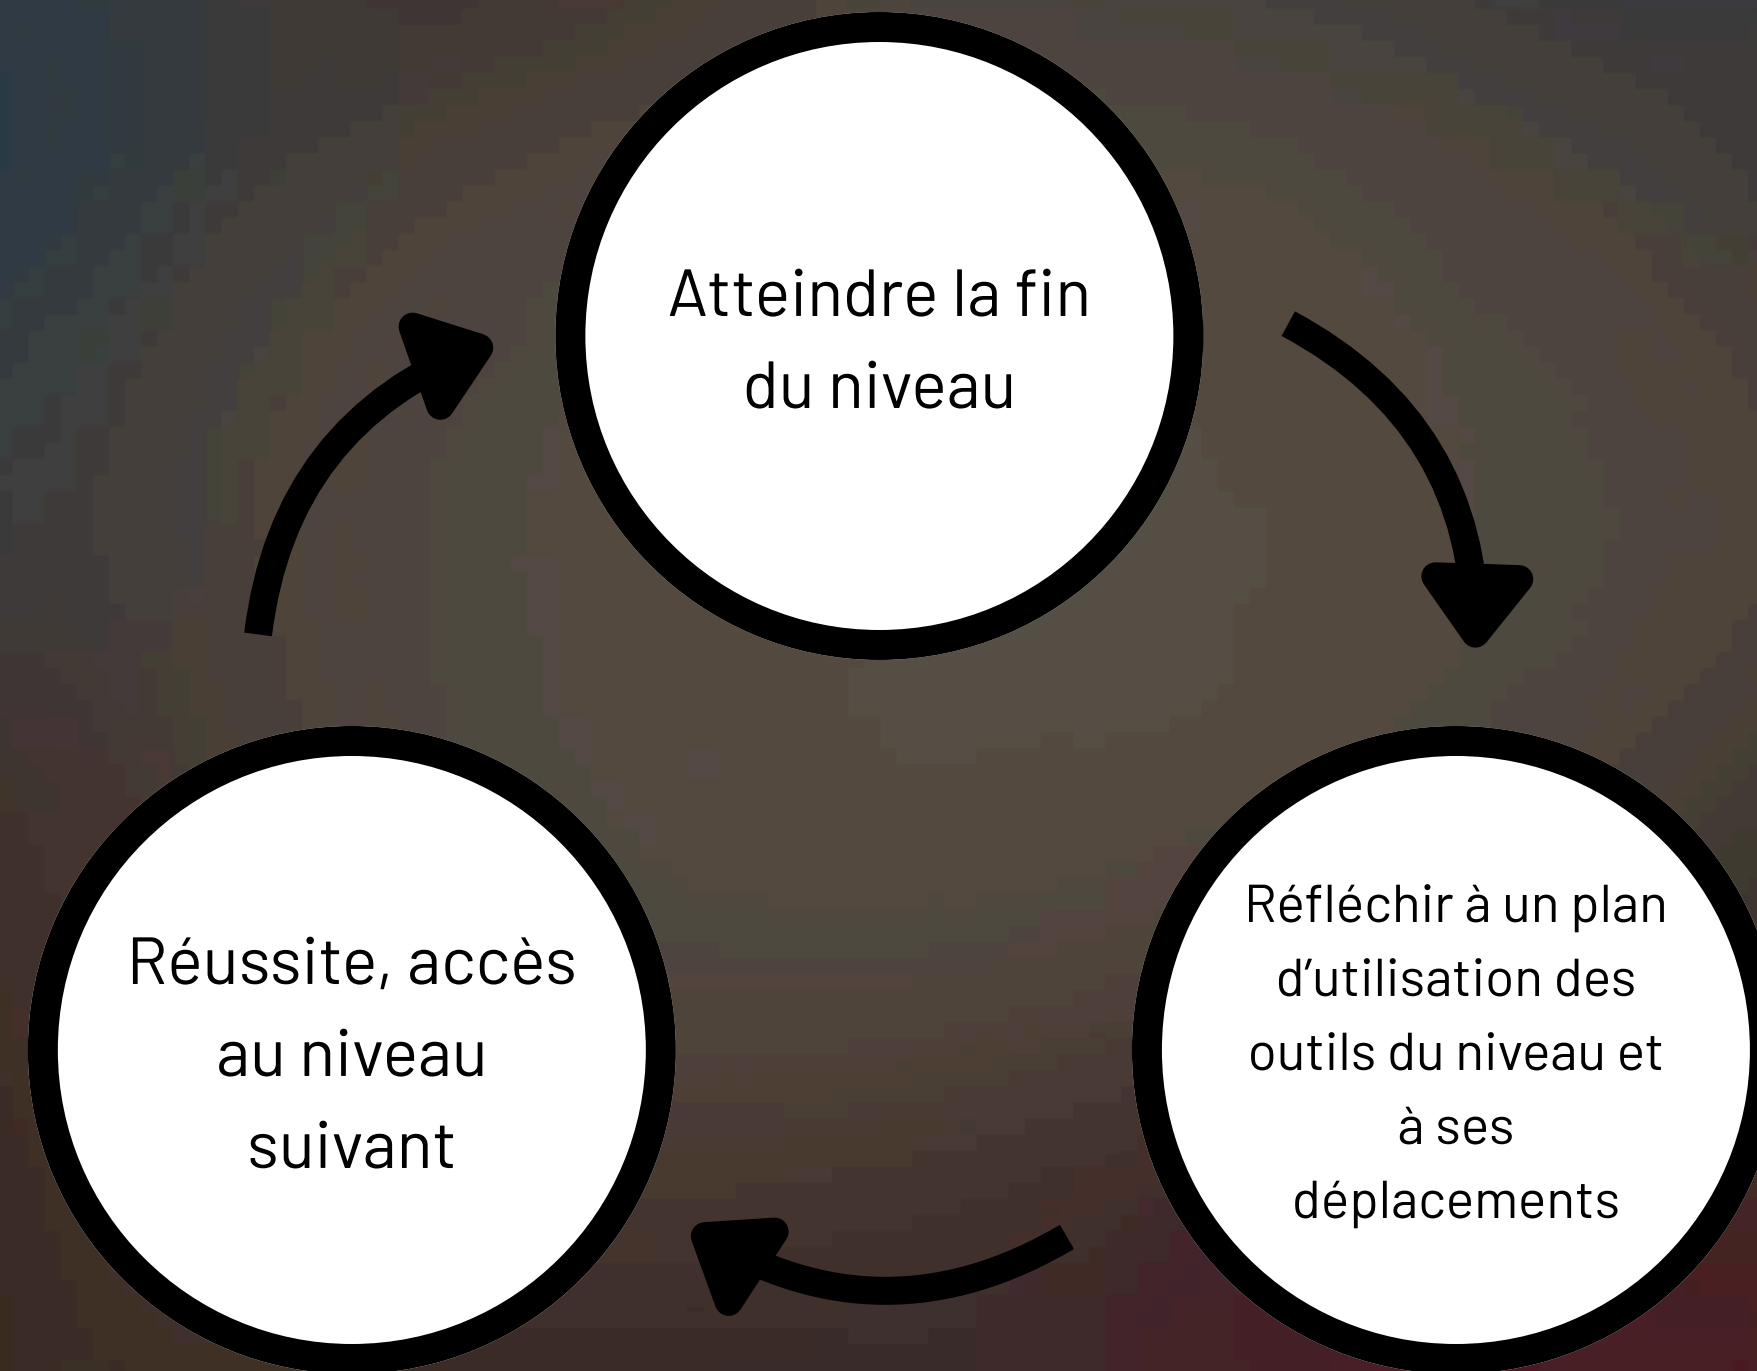 Atteindre la fin
du niveau
Réfléchir à un plan
d’utilisation des
outils du niveau et
à ses
déplacements
Réussite, accès
au niveau
suivant